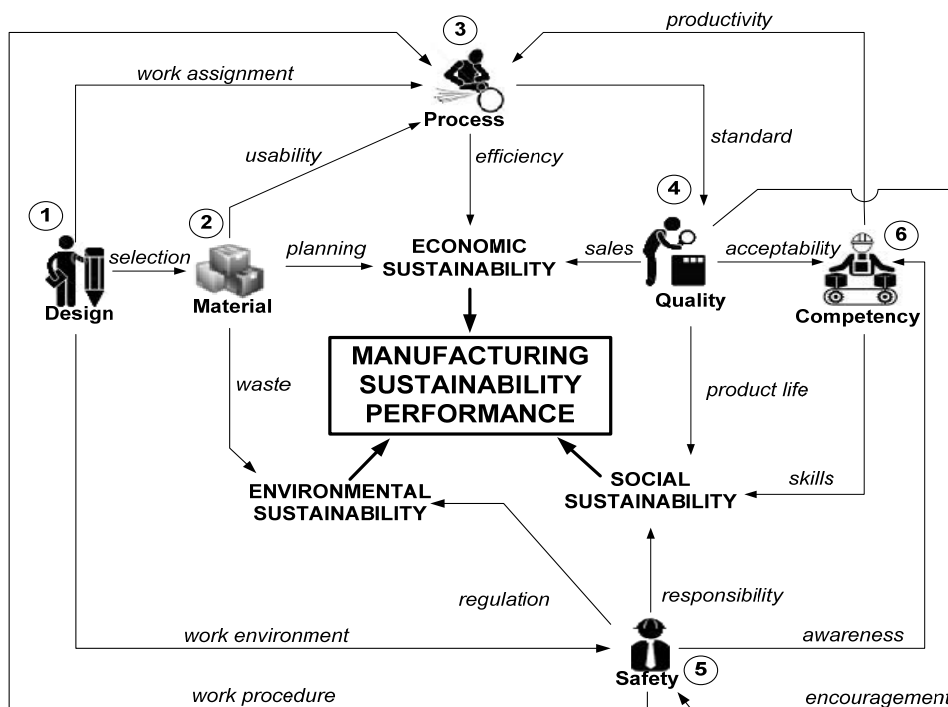 productivity
3
work assignment
Process
standard
usability
efficiency
4
1
2
6
selection
planning
ECONOMIC
SUSTAINABILITY
sales
acceptability
Design
Material
Quality
Competency
MANUFACTURING
SUSTAINABILITY
PERFORMANCE
waste
product life
ENVIRONMENTAL
SUSTAINABILITY
SOCIAL
SUSTAINABILITY
skills
regulation
responsibility
work environment
awareness
Safety
5
work procedure
encouragement